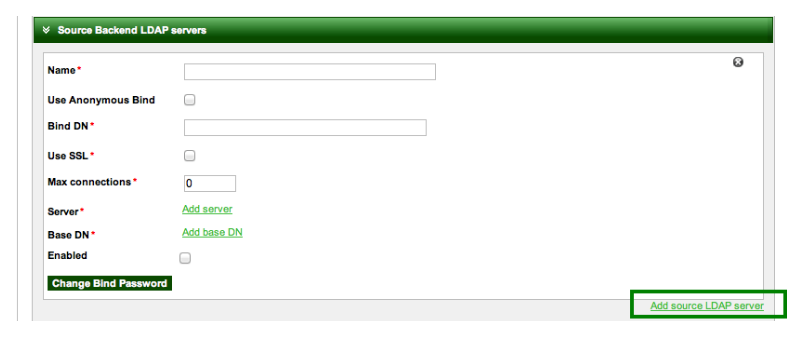 Source Backend LDAP servers
Name *
Use Anonymous Bind
Bind DN *
Use SSL *
Max connections * 0
Server * Add server
Base DN * Add base DN
Enabled
Change Bind Password
Add source LDAP server